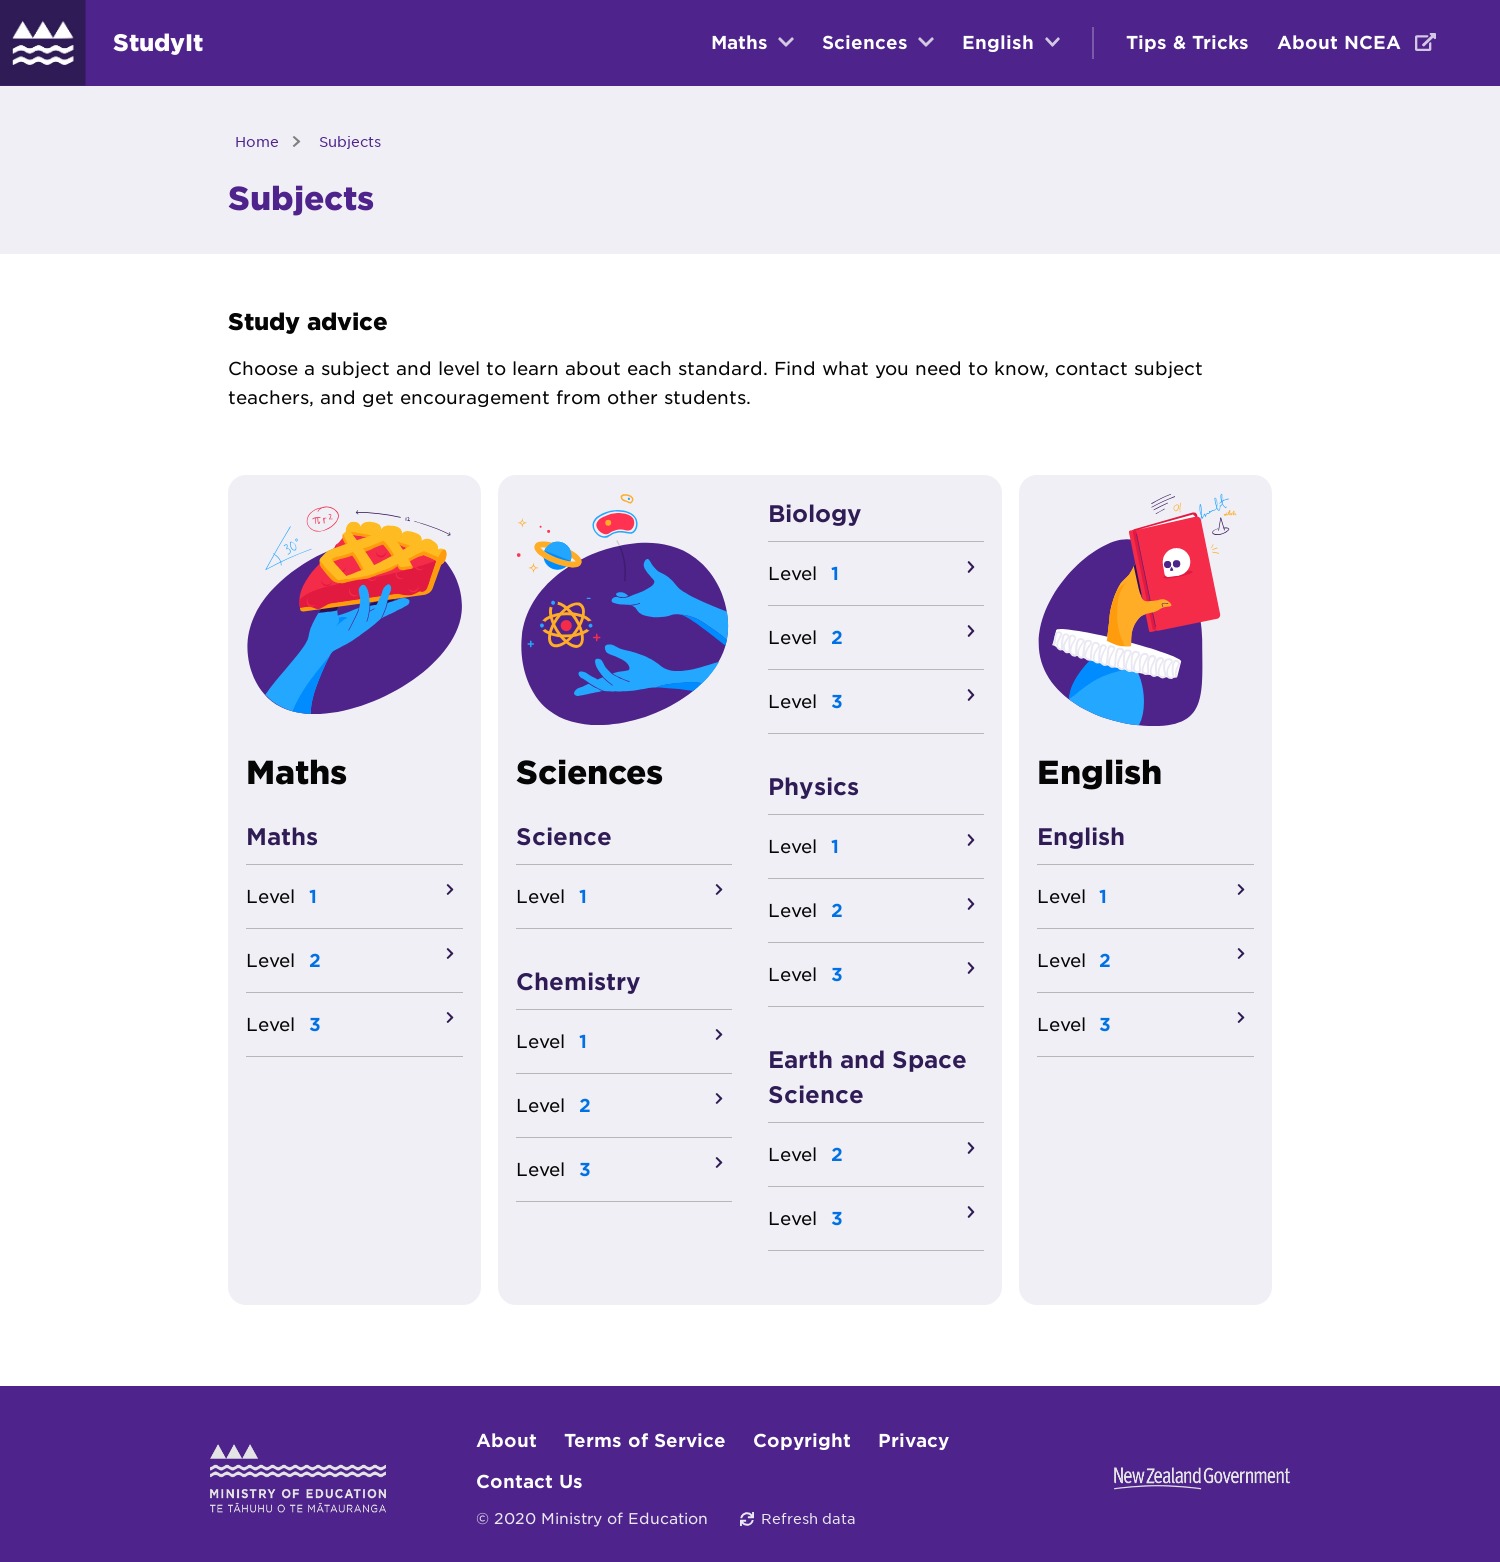 StudyIt
Maths
Sciences
English
Tips & Tricks
About NCEA
Home
Subjects
Subjects
Study advice
Choose a subject and level to learn about each standard. Find what you need to know, contact subject
teachers, and get encouragement from other students.
πr²
30°
a
Maths
Maths
Level 1
Level 2
Level 3
Sciences
Science
Level 1
Chemistry
Level 1
Level 2
Level 3
Biology
Level 1
Level 2
Level 3
Physics
Level 1
Level 2
Level 3
Earth and Space
Science
Level 2
Level 3
English
English
Level 1
Level 2
Level 3
MINISTRY OF EDUCATION
TE TĀHUHU O TE MĀTAURANGA
About
Terms of Service
Copyright
Privacy
Contact Us
© 2020 Ministry of Education
Refresh data
New Zealand Government